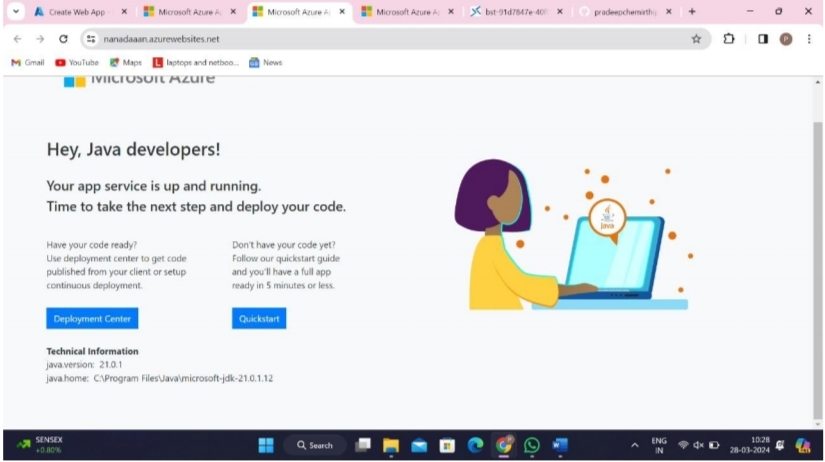 Create Web App -
Microsoft Azure A
Microsoft Azure A
Microsoft Azure A
pradeepchemirthi
nanadaaan.azurewebsites.net
Gmail YouTube Maps laptops and netboo... News
Microsoft Azure
Hey, Java developers!
Your app service is up and running.
Time to take the next step and deploy your code.
Have your code ready?
Use deployment center to get code
published from your client or setup
continuous deployment.
Deployment Center
Don't have your code yet?
Follow our quickstart guide
and you'll have a full app
ready in 5 minutes or less.
Quickstart
Java
Technical Information
java.version: 21.0.1
java.home: C:\Program Files\Java\microsoft-jdk-21.0.1.12
SENSEX
+0.80%
Search
ENG
IN
10:28
28-03-2024